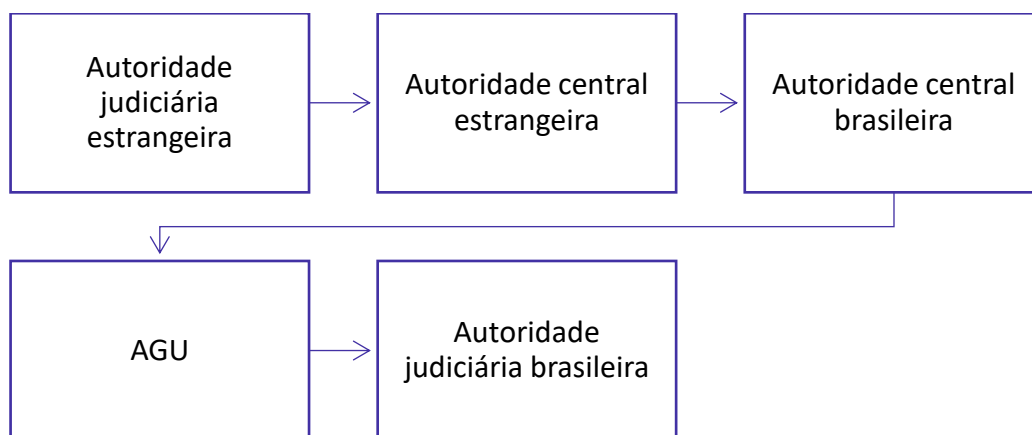 Autoridade
judiciária
estrangeira
Autoridade central
estrangeira
Autoridade central
brasileira
AGU
Autoridade
judiciária brasileira